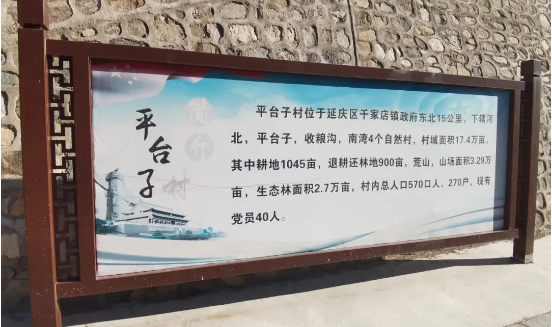 平台子村
平台子村位于延庆区千家店镇政府东北15公里，下辖河
北，平台子，收粮沟，南湾4个自然村，村域面积17.4万亩，
其中耕地1045亩，退耕还林地900亩，荒山，山场面积3.29万
亩，生态林面积2.7万亩，村内总人口570口人、270户，现有
党员40人。